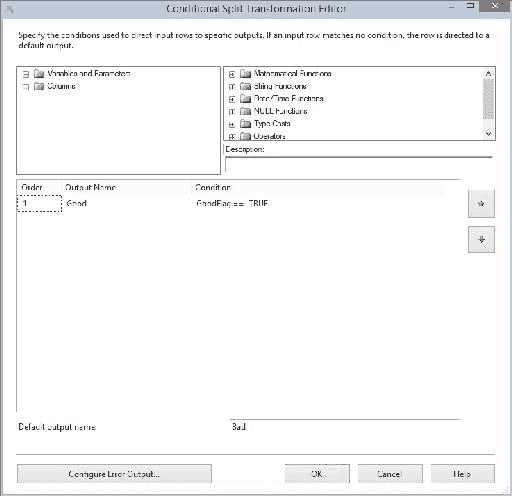 Conditional Split Transformation Editor
Specify the conditions used to direct input rows to specific outputs. If an input row matches no condition, the row is directed to a
default output.
Variables and Parameters
Columns
Mathematical Functions
String Functions
Date/Time Functions
NULL Functions
Type Casts
Operators
Description:
Order Output Name Condition
1 Good GoodFlag == TRUE
Default output name:
Bad
Configure Error Output...
OK
Cancel
Help